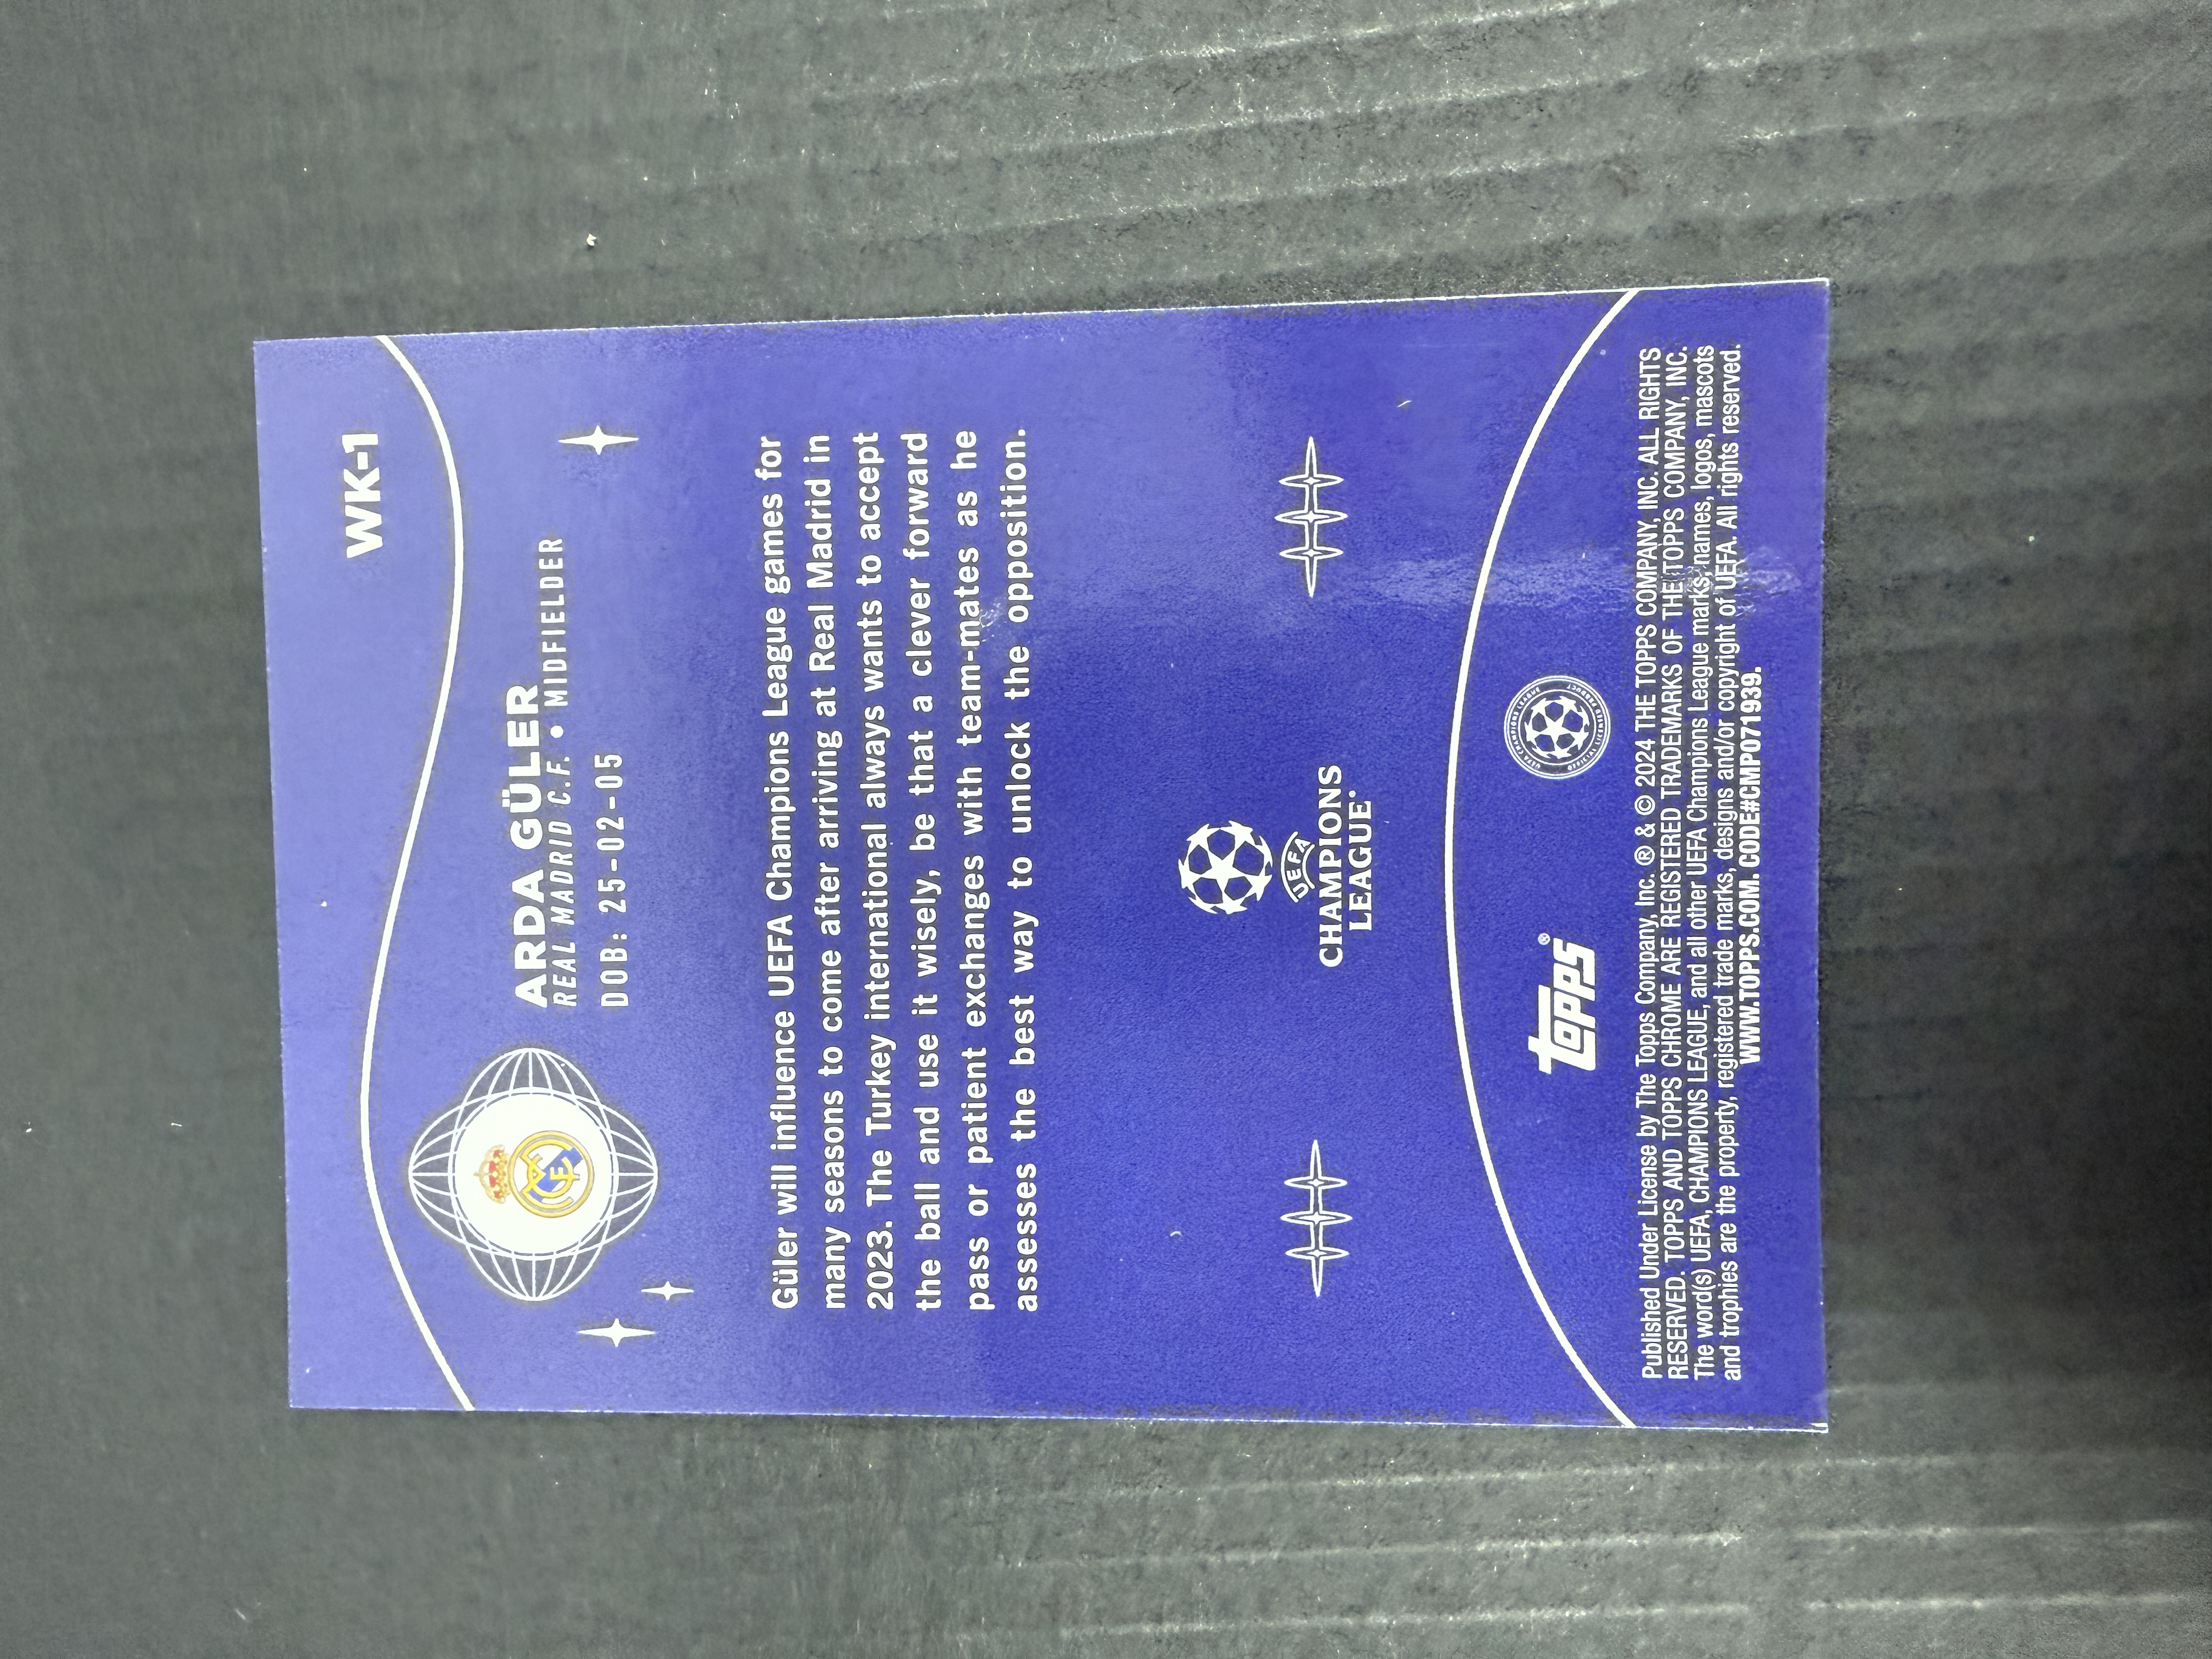 WK-1
ARDA GÜLER
REAL MADRID C.F. • MIDFIELDER
DOB: 25-02-05
Güler will influence UEFA Champions League games for
many seasons to come after arriving at Real Madrid in
2023. The Turkey international always wants to accept
the ball and use it wisely, be that a clever forward
pass or patient exchanges with team-mates as he
assesses the best way to unlock the opposition.
UEFA
CHAMPIONS
LEAGUE®
topps®
Published Under License by The Topps Company, Inc. ® & © 2024 THE TOPPS COMPANY, INC. ALL RIGHTS
RESERVED. TOPPS AND TOPPS CHROME ARE REGISTERED TRADEMARKS OF THE TOPPS COMPANY, INC.
The word(s) UEFA, CHAMPIONS LEAGUE, and all other UEFA Champions League marks, names, logos, mascots
and trophies are the property, registered trade marks, designs and/or copyright of UEFA. All rights reserved.
WWW.TOPPS.COM. CODE#CMP071939.